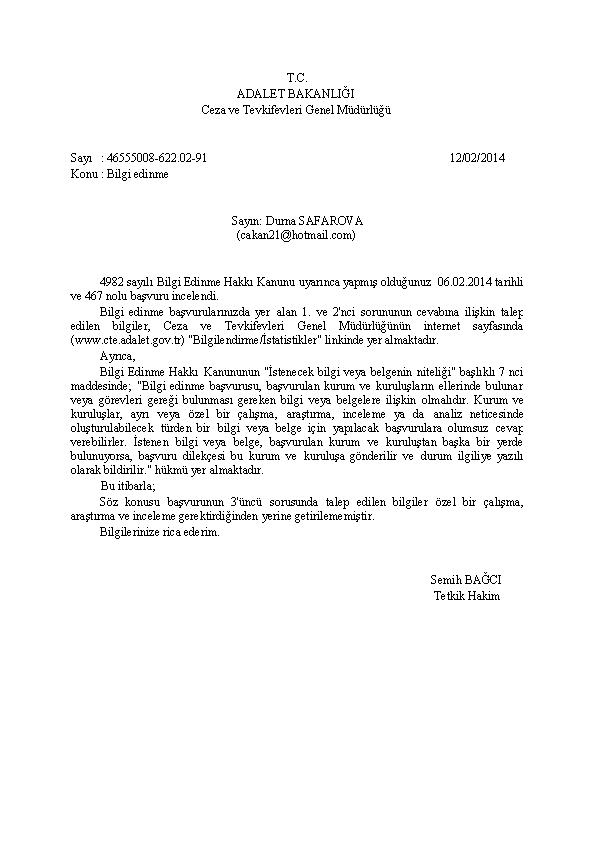 T.C.
ADALET BAKANLIĞI
Ceza ve Tevkifevleri Genel Müdürlüğü
Sayı : 46555008-622.02-91 12/02/2014
Konu : Bilgi edinme
Sayın: Durna SAFAROVA
(cakan21@hotmail.com)
4982 sayılı Bilgi Edinme Hakkı Kanunu uyarınca yapmış olduğunuz 06.02.2014 tarihli
ve 467 nolu başvuru incelendi.
Bilgi edinme başvurularınızda yer alan 1. ve 2'nci sorununun cevabına ilişkin talep
edilen bilgiler, Ceza ve Tevkifevleri Genel Müdürlüğünün internet sayfasında
(www.cte.adalet.gov.tr) "Bilgilendirme/İstatistikler" linkinde yer almaktadır.
Ayrıca,
Bilgi Edinme Hakkı Kanununun "İstenecek bilgi veya belgenin niteliği" başlıklı 7 nci
maddesinde; "Bilgi edinme başvurusu, başvurulan kurum ve kuruluşların ellerinde bulunan
veya görevleri gereği bulunması gereken bilgi veya belgelere ilişkin olmalıdır. Kurum ve
kuruluşlar, ayrı veya özel bir çalışma, araştırma, inceleme ya da analiz neticesinde
oluşturulabilecek türden bir bilgi veya belge için yapılacak başvurulara olumsuz cevap
verebilirler. İstenen bilgi veya belge, başvurulan kurum ve kuruluştan başka bir yerde
bulunuyorsa, başvuru dilekçesi bu kurum ve kuruluşa gönderilir ve durum ilgiliye yazılı
olarak bildirilir." hükmü yer almaktadır.
Bu itibarla;
Söz konusu başvurunun 3'üncü sorusunda talep edilen bilgiler özel bir çalışma,
araştırma ve inceleme gerektirdiğinden yerine getirilememiştir.
Bilgilerinize rica ederim.
Semih BAĞCI
Tetkik Hakim